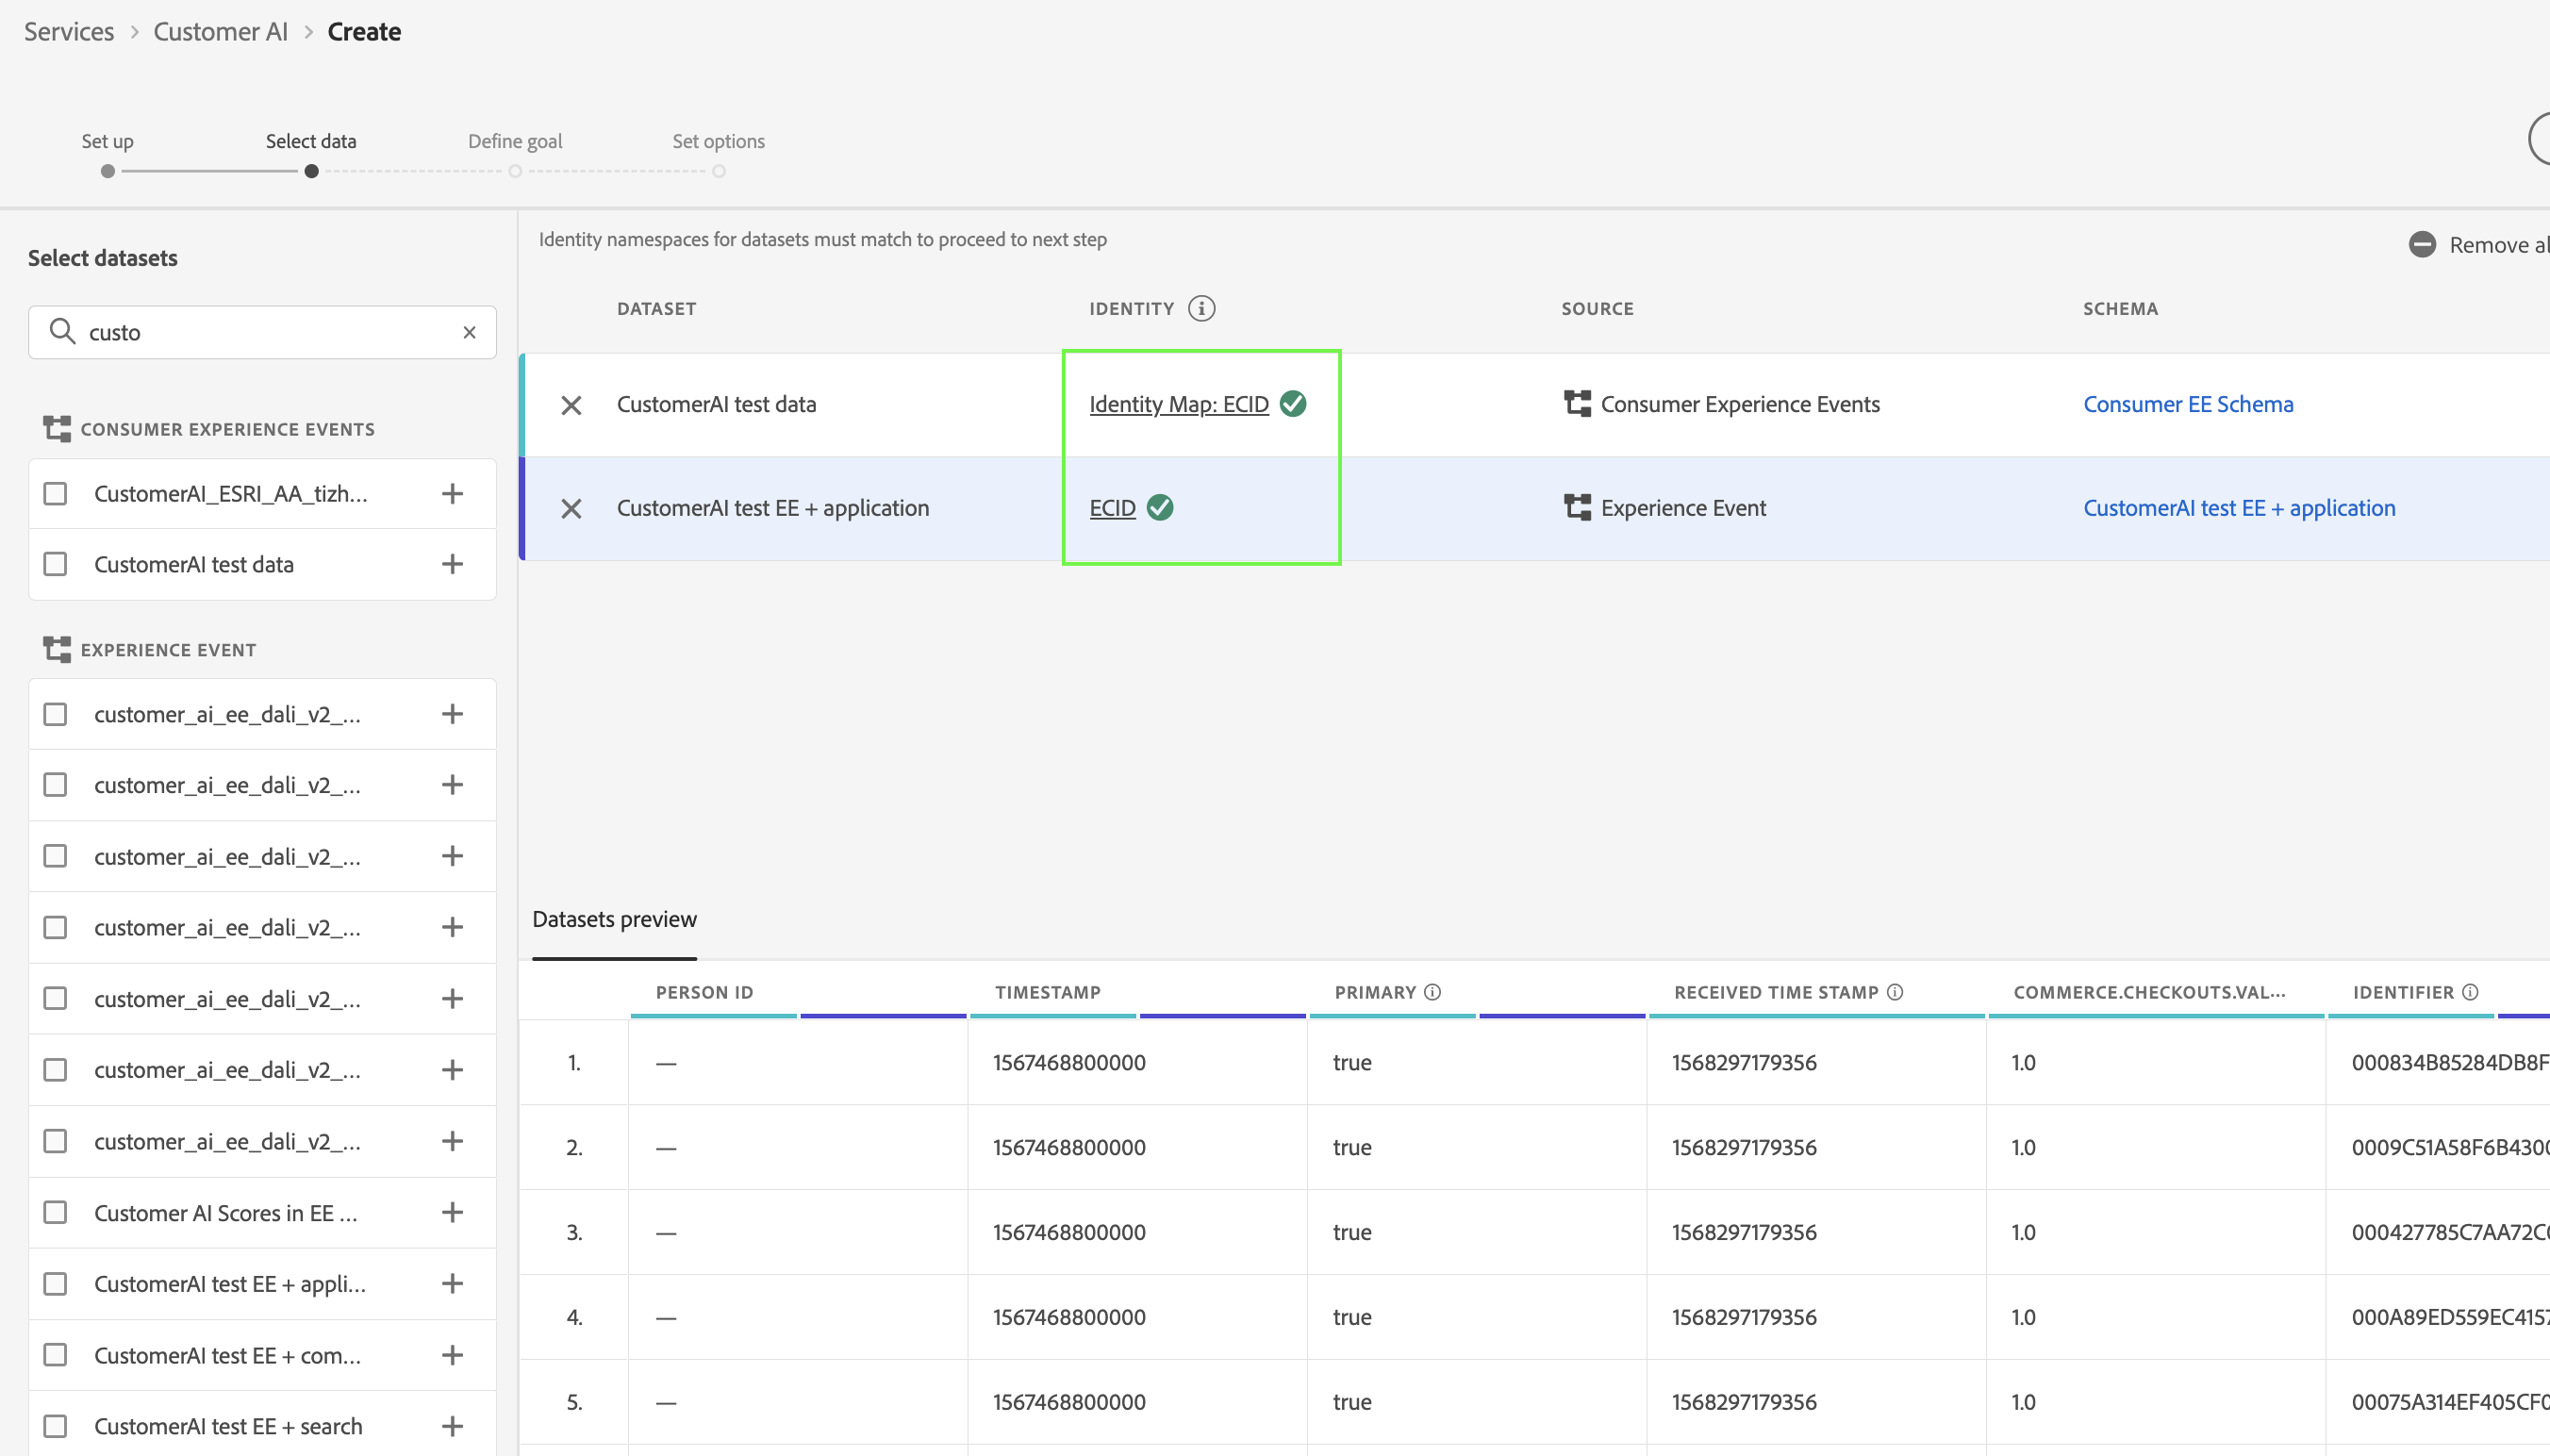 Services > Customer AI > Create
Set up Select data Define goal Set options
Select datasets
custo
CONSUMER EXPERIENCE EVENTS
CustomerAI_ESRI_AA_tizh...
CustomerAI test data
EXPERIENCE EVENT
customer_ai_ee_dali_v2_...
customer_ai_ee_dali_v2_...
customer_ai_ee_dali_v2_...
customer_ai_ee_dali_v2_...
customer_ai_ee_dali_v2_...
customer_ai_ee_dali_v2_...
customer_ai_ee_dali_v2_...
Customer AI Scores in EE ...
CustomerAI test EE + appli...
CustomerAI test EE + com...
CustomerAI test EE + search
Identity namespaces for datasets must match to proceed to next step
Remove al
DATASET IDENTITY SOURCE SCHEMA
CustomerAI test data Identity Map: ECID Consumer Experience Events Consumer EE Schema
CustomerAI test EE + application ECID Experience Event CustomerAI test EE + application
Datasets preview
PERSON ID TIMESTAMP PRIMARY RECEIVED TIME STAMP COMMERCE.CHECKOUTS.VAL... IDENTIFIER
1. — 1567468800000 true 1568297179356 1.0 000834B85284DB8F
2. — 1567468800000 true 1568297179356 1.0 0009C51A58F6B430
3. — 1567468800000 true 1568297179356 1.0 000427785C7AA72C
4. — 1567468800000 true 1568297179356 1.0 000A89ED559EC415
5. — 1567468800000 true 1568297179356 1.0 00075A314EF405CF